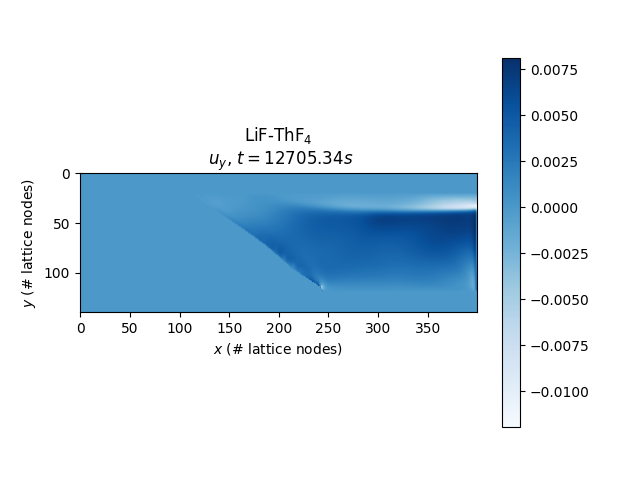 LiF-ThF₄
u_y, t = 12705.34s
0
50
100
y (# lattice nodes)
0 50 100 150 200 250 300 350
x (# lattice nodes)
0.0075
0.0050
0.0025
0.0000
−0.0025
−0.0050
−0.0075
−0.0100